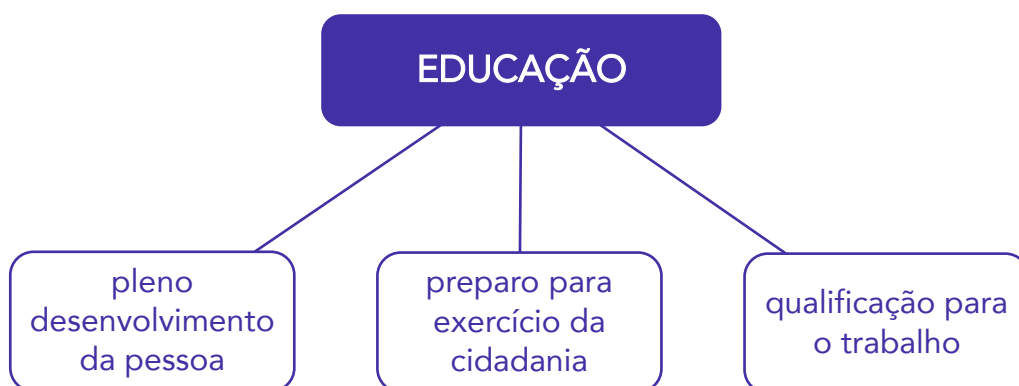 EDUCAÇÃO
pleno
desenvolvimento
da pessoa
preparo para
exercício da
cidadania
qualificação para
o trabalho